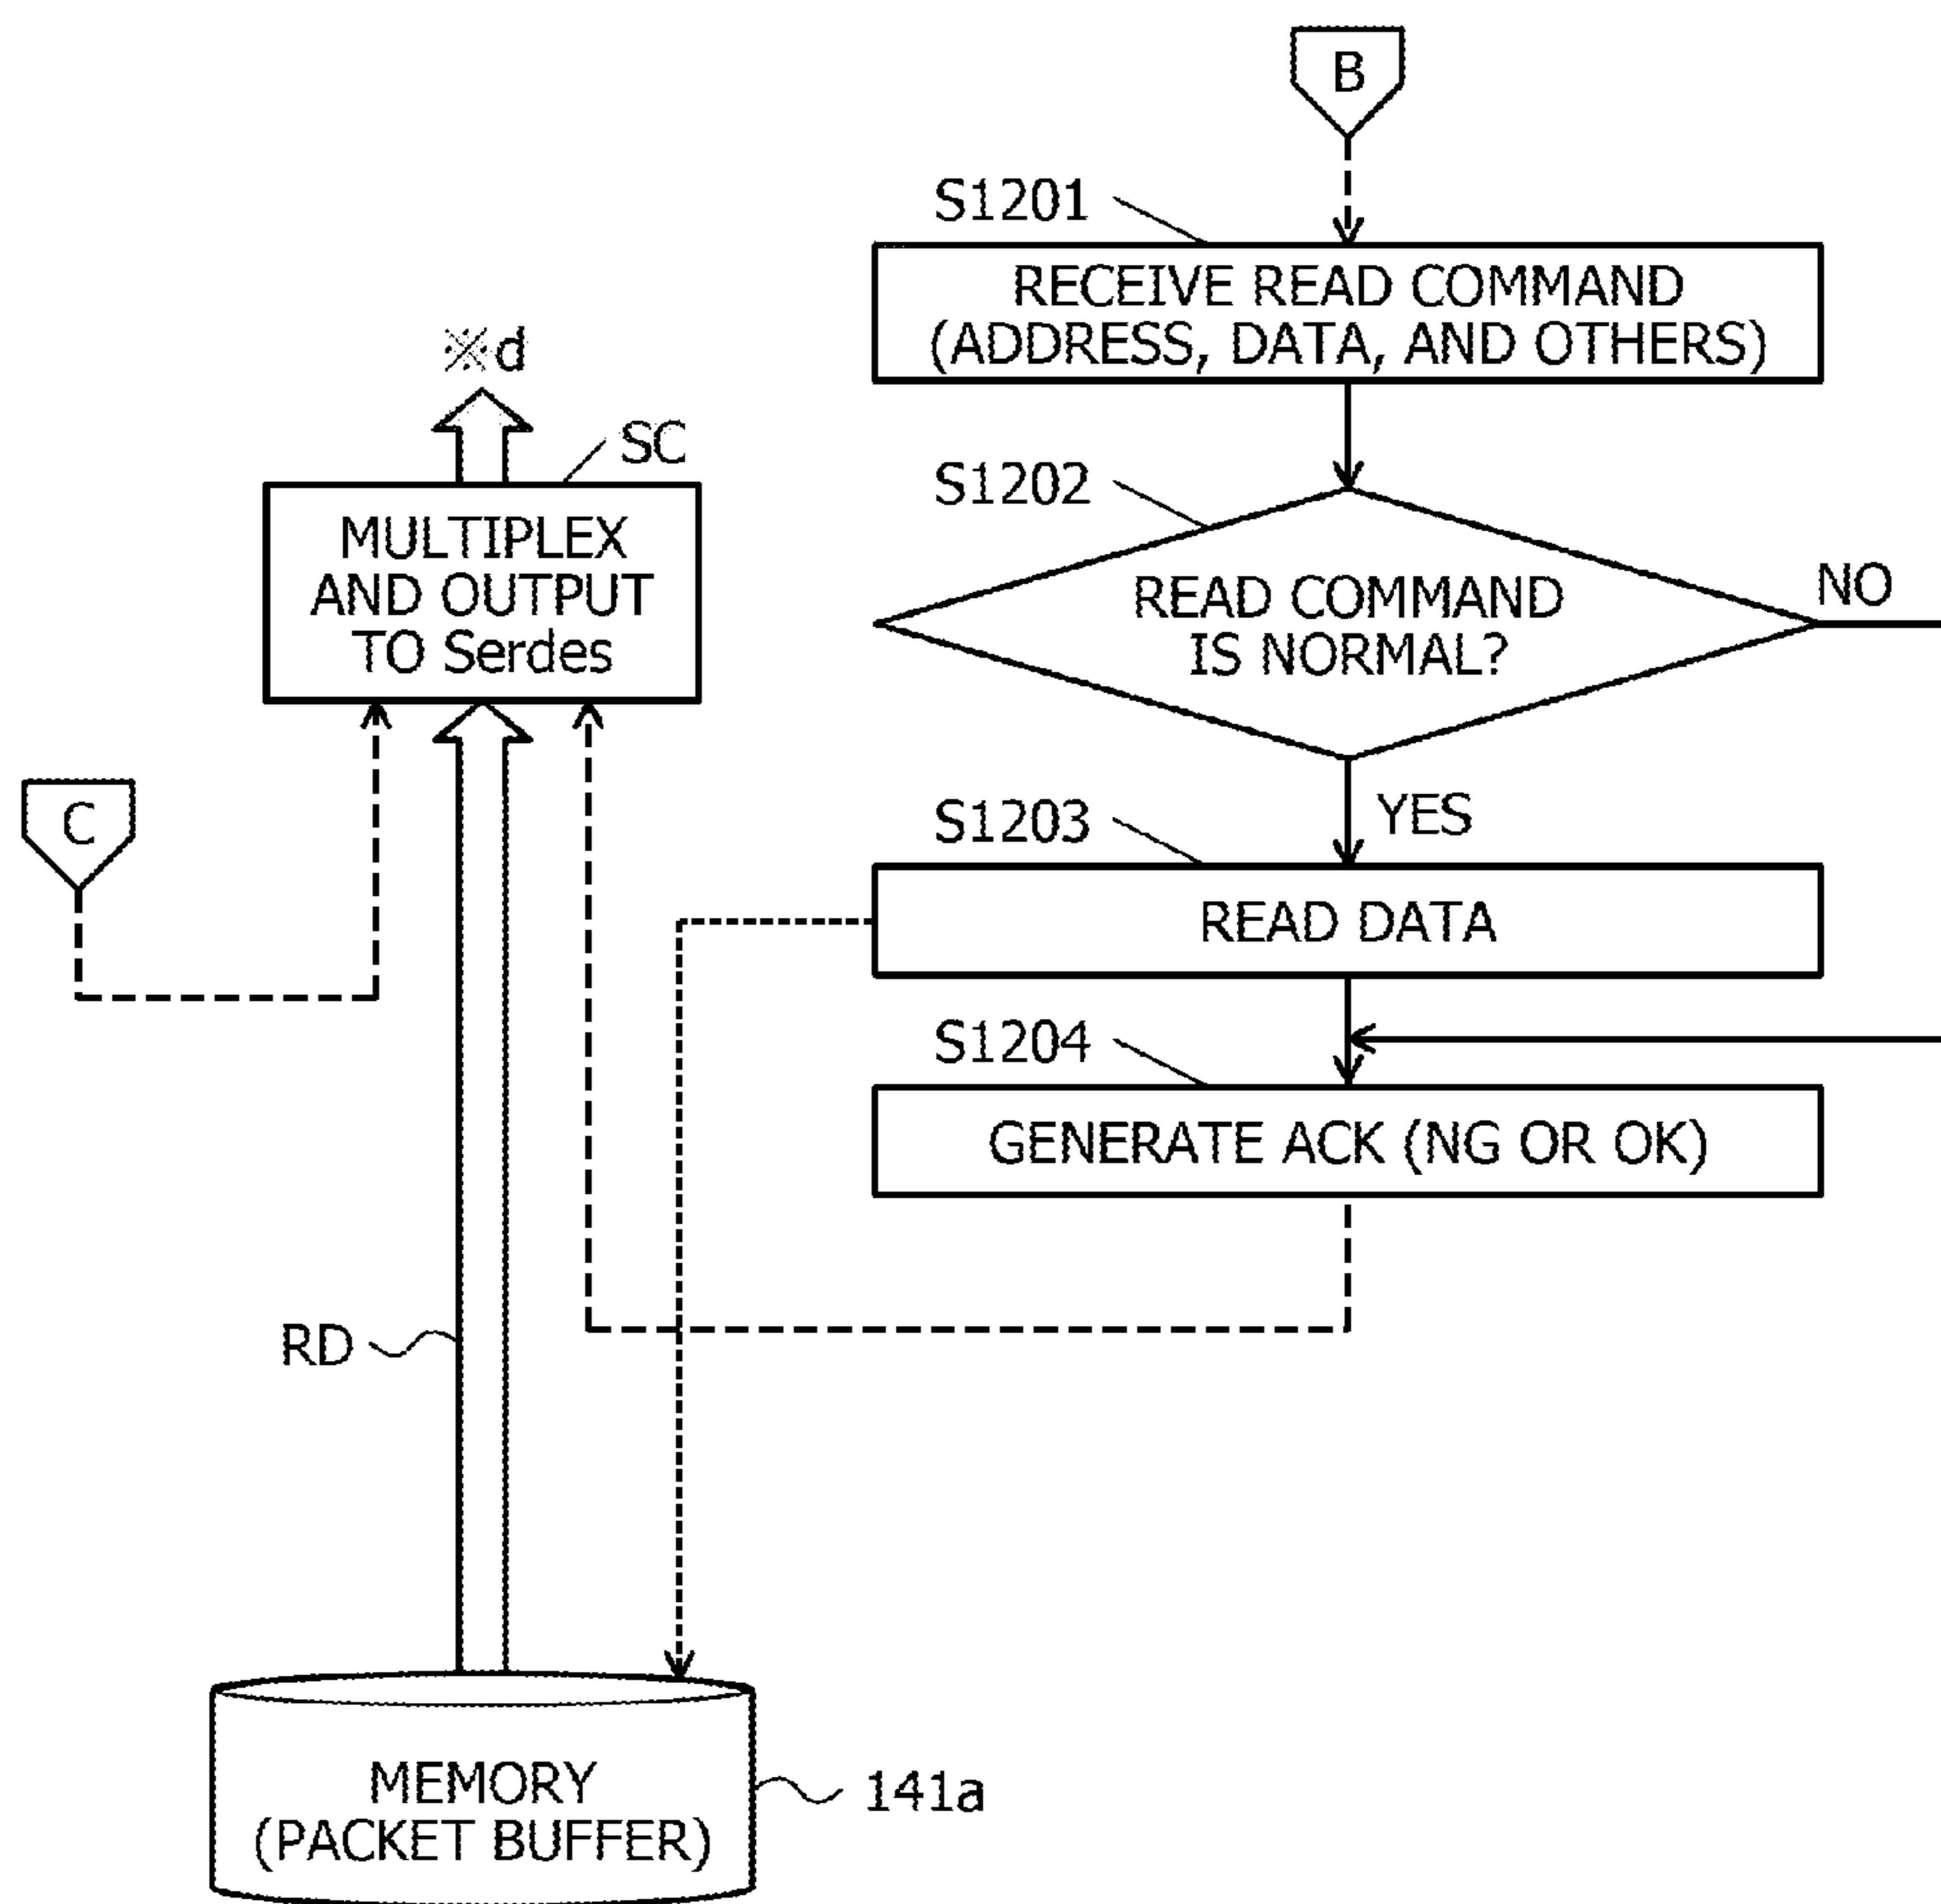 B
S1201
RECEIVE READ COMMAND
(ADDRESS, DATA, AND OTHERS)
※d
SC
S1202
MULTIPLEX
AND OUTPUT
TO Serdes
READ COMMAND
IS NORMAL?
NO
YES
C
S1203
READ DATA
S1204
GENERATE ACK (NG OR OK)
RD
MEMORY
(PACKET BUFFER)
141a